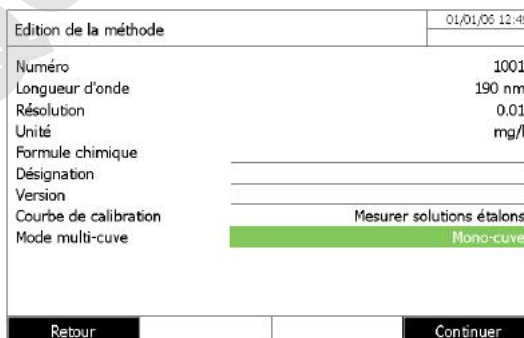 Edition de la méthode 01/01/06 12:49
Numéro 1001
Longueur d'onde 190 nm
Résolution 0.01
Unité mg/l
Formule chimique
Désignation
Version
Courbe de calibration Mesurer solutions étalons
Mode multi-cuve Mono-cuve
Retour Continuer